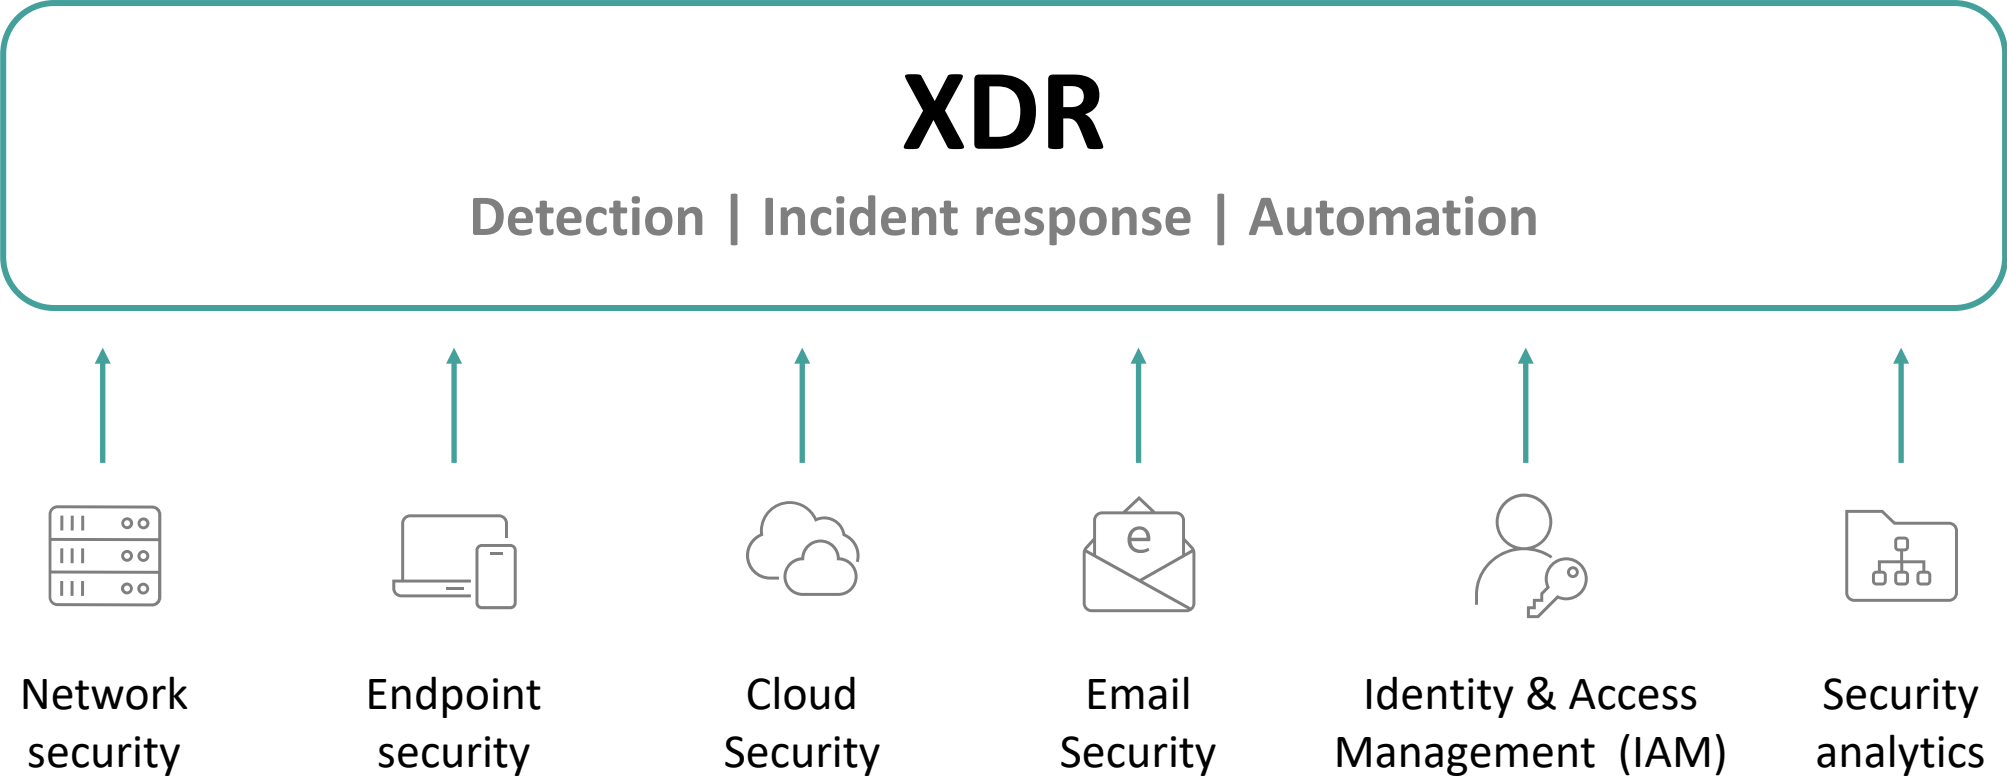 XDR
Detection | Incident response | Automation
e
Network
security
Endpoint
security
Cloud
Security
Email
Security
Identity & Access
Management (IAM)
Security
analytics